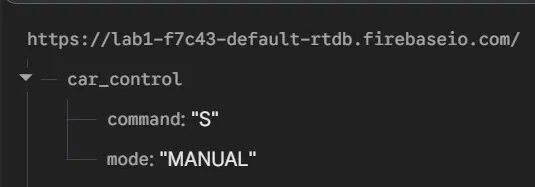 https://lab1-f7c43-default-rtdb.firebaseio.com/
car_control
command: "S"
mode: "MANUAL"